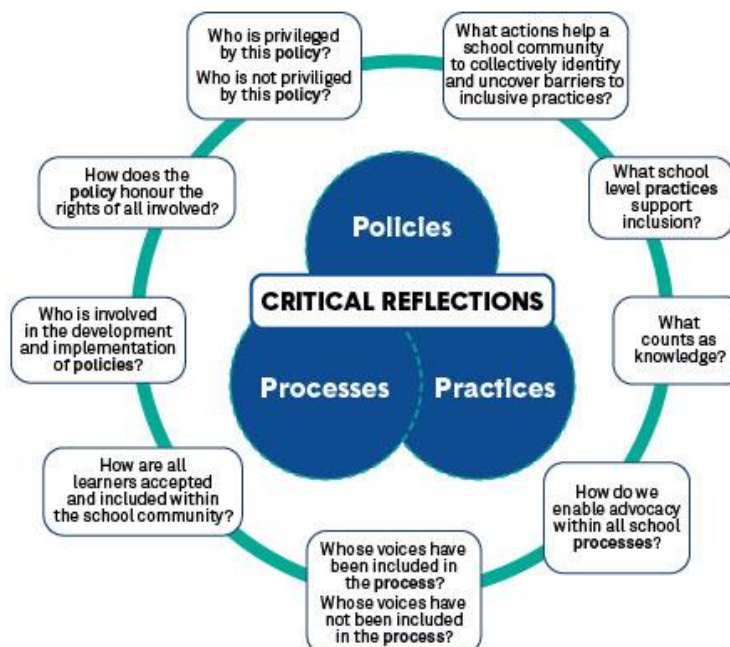 Who is privileged
by this policy?
Who is not priviliged
by this policy?
What actions help a
school community
to collectively identify
and uncover barriers to
inclusive practices?
How does the
policy honour the
rights of all involved?
What school
level practices
support
inclusion?
Policies
CRITICAL REFLECTIONS
Processes
Practices
Who is involved
in the development
and implementation
of policies?
What
counts as
knowledge?
How are all
learners accepted
and included within
the school community?
How do we
enable advocacy
within all school
processes?
Whose voices have
been included in
the process?
Whose voices have
not been included
in the process?